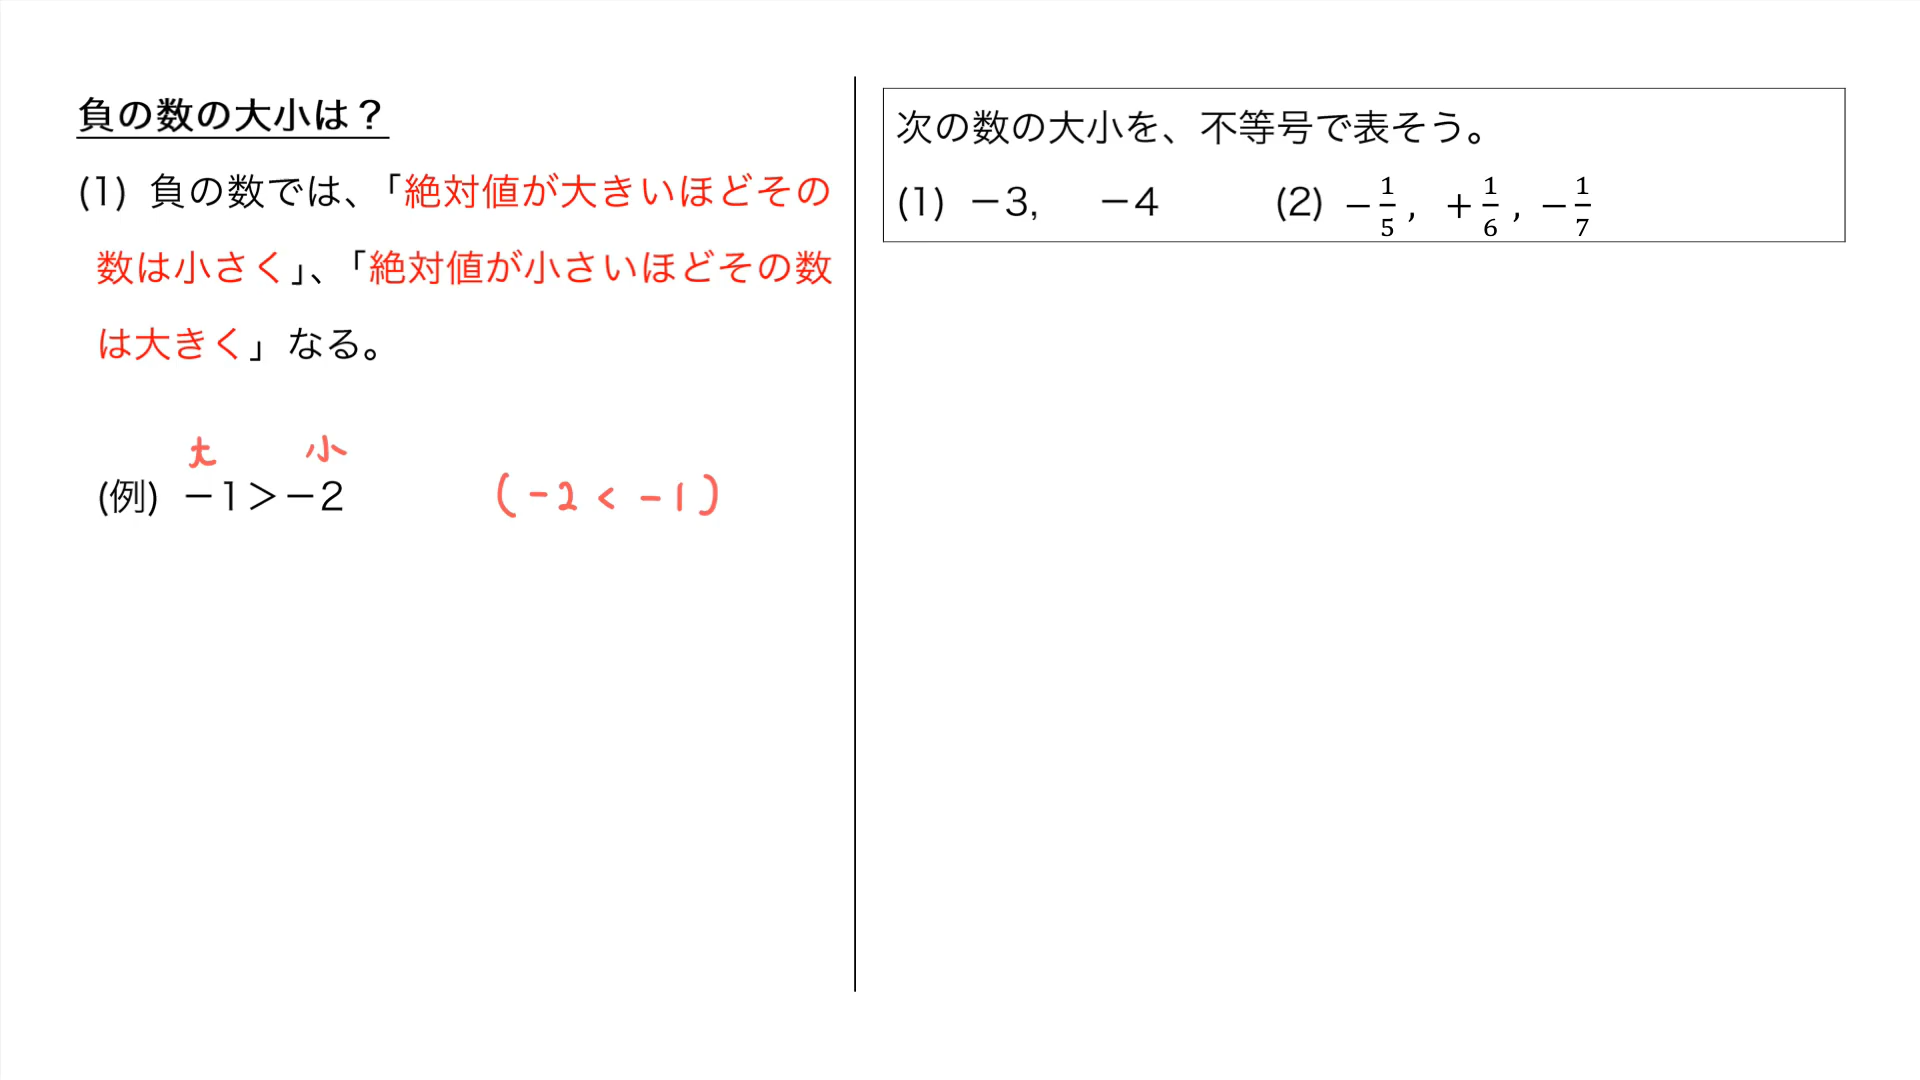 負の数の大小は？
(1) 負の数では、「絶対値が大きいほどその
数は小さく」、「絶対値が小さいほどその数
は大きく」なる。
大 小
(例) －1＞－2 (-2 < -1)
次の数の大小を、不等号で表そう。
(1) －3, －4 (2) －1/5 , ＋1/6 , －1/7